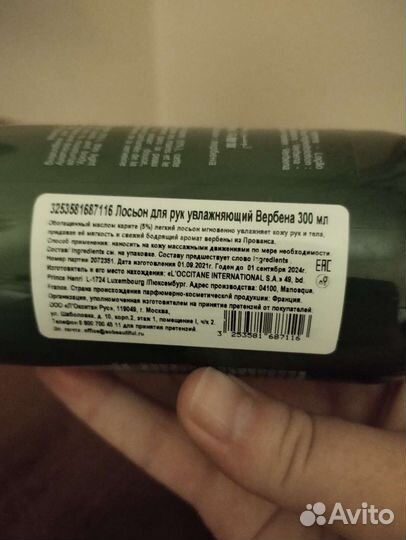 3253581687116 Лосьон для рук увлажняющий Вербена 300 мл
Обогащенный маслом карите (5%) легкий лосьон мгновенно увлажняет кожу рук и тела,
придавая ей мягкость и свежий бодрящий аромат вербены из Прованса.
Способ применения: наносить на кожу массажными движениями по мере необходимости.
Состав/Ingredients см. на упаковке. Составу предшествует слово Ingredients
Номер партии 2072351. Дата изготовления 01.09.2021г. Годен до 01 сентября 2024г.
Изготовитель и его место нахождения: «L'OCCITANE INTERNATIONAL S.A.» 49, bd.
Prince Henri L-1724 Luxembourg /Люксембург. Адрес производства: 04100, Manosque,
France. Страна происхождения парфюмерно-косметической продукции: Франция.
Организация, уполномоченная изготовителем на принятие претензий от покупателей:
ООО «Л'Окситан Рус», 119049, г. Москва,
ул. Шаболовка, д. 10, корп.2, этаж 1, помещение I, ч/к 2.
Телефон 8 800 700 45 11 для принятия претензий
эл. почта:
EAC
3 253581 687116
Avito